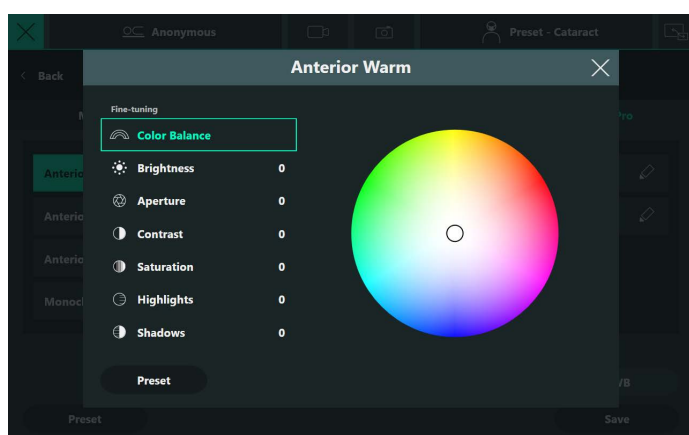 Anonymous
Preset - Cataract
Back
Anterior Warm
Fine-tuning
Color Balance
Brightness 0
Aperture 0
Contrast 0
Saturation 0
Highlights 0
Shadows 0
Preset
Preset
Save